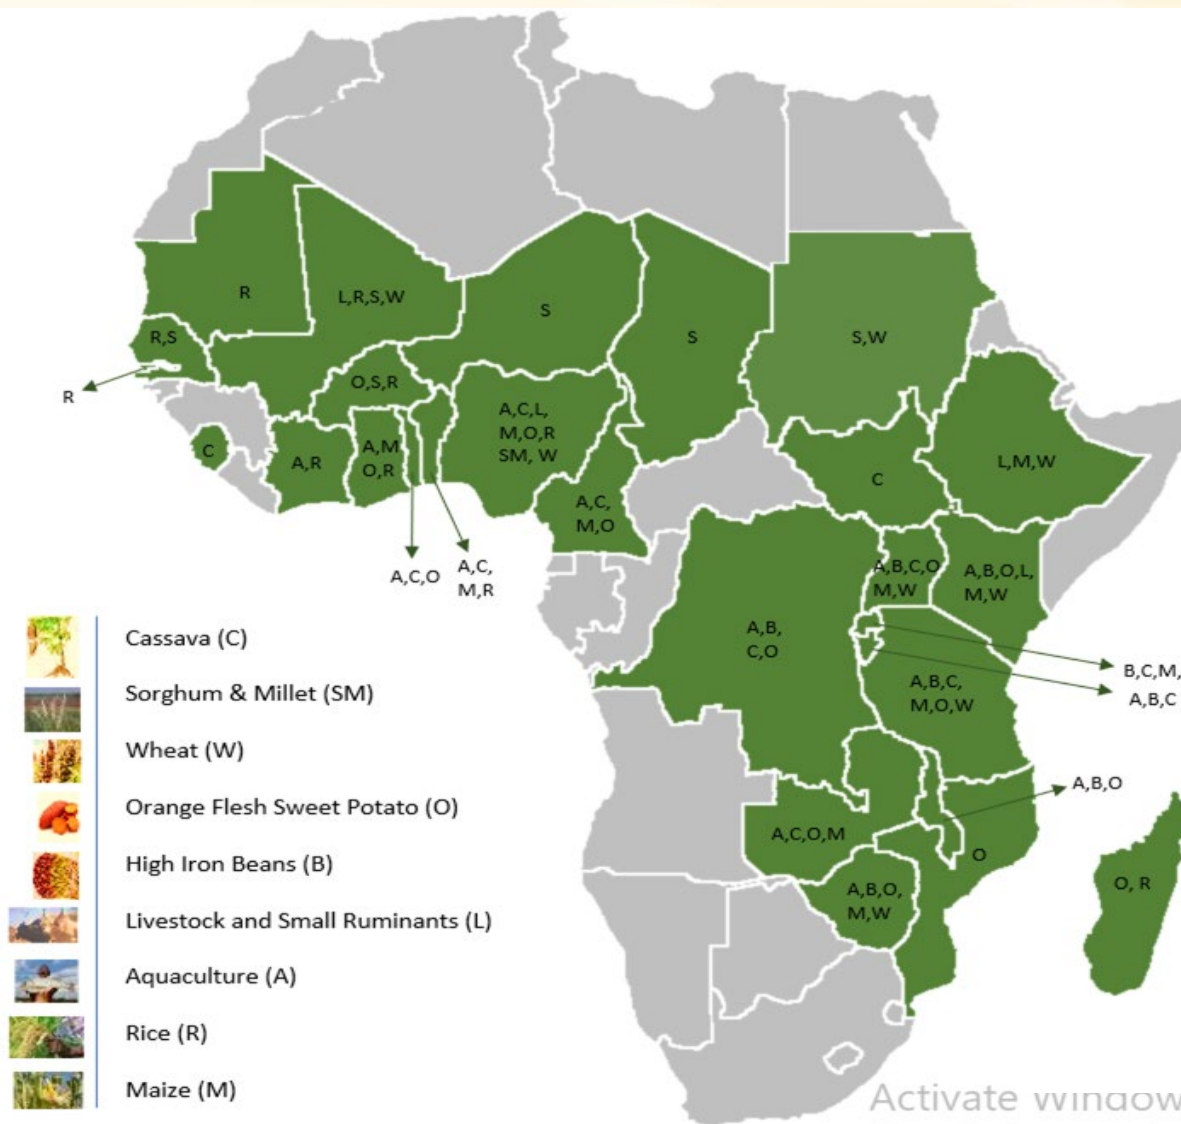 R
L,R,S,W
S
S
S,W
R,S
R
O,S,R
A,C,L,
M,O,R
SM, W
C
A,R
A,M
O,R
A,C,
M,O
C
L,M,W
A,C,O
A,C,
M,R
A,B,C,O
M,W
A,B,O,L,
M,W
A,B,
C,O
B,C,M,
A,B,C
A,B,C,
M,O,W
A,B,O
A,C,O,M
O
A,B,O,
M,W
O, R
Cassava (C)
Sorghum & Millet (SM)
Wheat (W)
Orange Flesh Sweet Potato (O)
High Iron Beans (B)
Livestock and Small Ruminants (L)
Aquaculture (A)
Rice (R)
Maize (M)
Activate Window